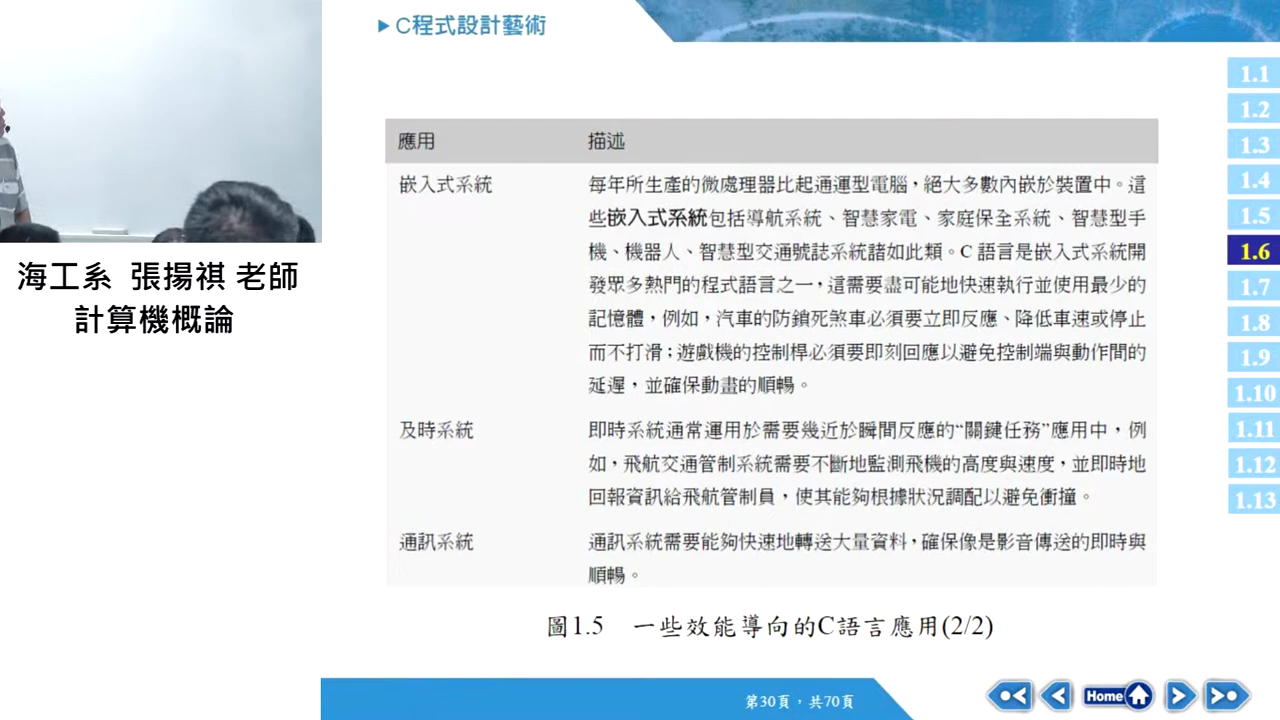 C程式設計藝術
海工系 張揚祺 老師
計算機概論
應用 描述
嵌入式系統 每年所生產的微處理器比起通運型電腦，絕大多數內嵌於裝置中。這
些嵌入式系統包括導航系統、智慧家電、家庭保全系統、智慧型手
機、機器人、智慧型交通號誌系統諸如此類。C 語言是嵌入式系統開
發眾多熱門的程式語言之一，這需要盡可能地快速執行並使用最少的
記憶體，例如，汽車的防鎖死煞車必須要立即反應、降低車速或停止
而不打滑；遊戲機的控制桿必須要即刻回應以避免控制端與動作間的
延遲，並確保動畫的順暢。
及時系統 即時系統通常運用於需要幾近於瞬間反應的“關鍵任務”應用中，例
如，飛航交通管制系統需要不斷地監測飛機的高度與速度，並即時地
回報資訊給飛航管制員，使其能夠根據狀況調配以避免衝撞。
通訊系統 通訊系統需要能夠快速地轉送大量資料，確保像是影音傳送的即時與
順暢。
圖1.5 一些效能導向的C語言應用(2/2)
1.1
1.2
1.3
1.4
1.5
1.6
1.7
1.8
1.9
1.10
1.11
1.12
1.13
第30頁，共70頁
Home